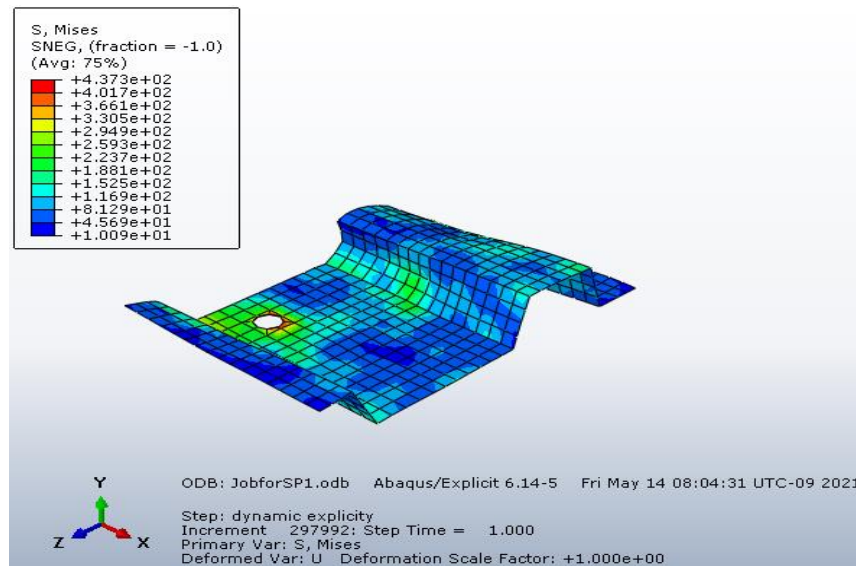 S, Mises
SNEG, (fraction = -1.0)
(Avg: 75%)
+4.373e+02
+4.017e+02
+3.661e+02
+3.305e+02
+2.949e+02
+2.593e+02
+2.237e+02
+1.881e+02
+1.525e+02
+1.169e+02
+8.129e+01
+4.569e+01
+1.009e+01
Y
Z
X
ODB: JobforSP1.odb Abaqus/Explicit 6.14-5 Fri May 14 08:04:31 UTC-09 2021
Step: dynamic explicity
Increment 297992: Step Time = 1.000
Primary Var: S, Mises
Deformed Var: U Deformation Scale Factor: +1.000e+00